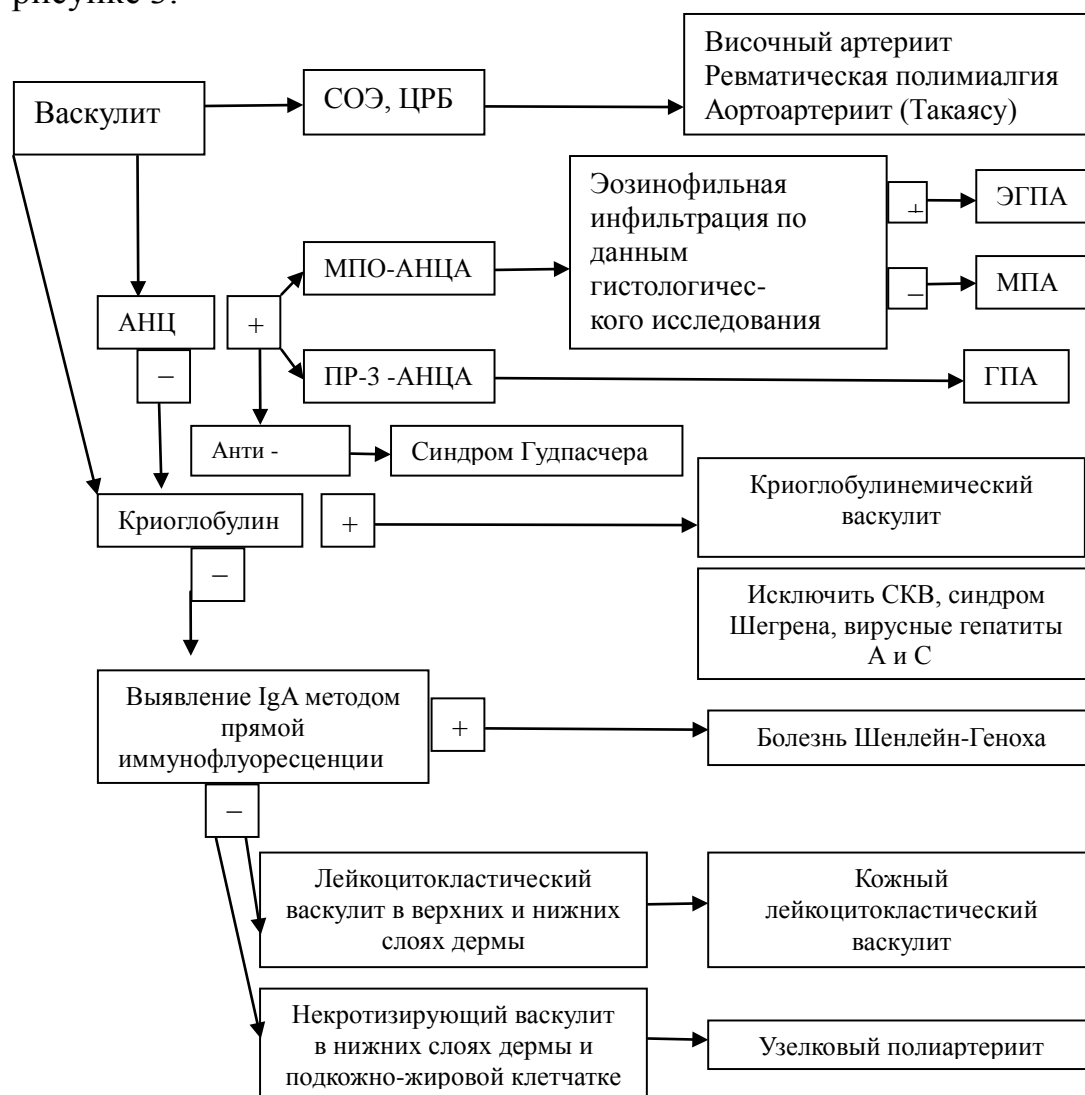 рисунке 3.
Височный артериит
Ревматическая полимиалгия
Аортоартериит (Такаясу)
Васкулит
СОЭ, ЦРБ
Эозинофильная
инфильтрация по
данным
гистологичес-
кого исследования
+
ЭГПА
МПО-АНЦА
–
МПА
АНЦ
+
–
ПР-3 -АНЦА
ГПА
Анти -
Синдром Гудпасчера
Криоглобулин
+
Криоглобулинемический
васкулит
–
Исключить СКВ, синдром
Шегрена, вирусные гепатиты
А и С
Выявление IgA методом
прямой
иммунофлуоресценции
+
Болезнь Шенлейн-Геноха
–
Лейкоцитокластический
васкулит в верхних и нижних
слоях дермы
Кожный
лейкоцитокластический
васкулит
Некротизирующий васкулит
в нижних слоях дермы и
подкожно-жировой клетчатке
Узелковый полиартериит